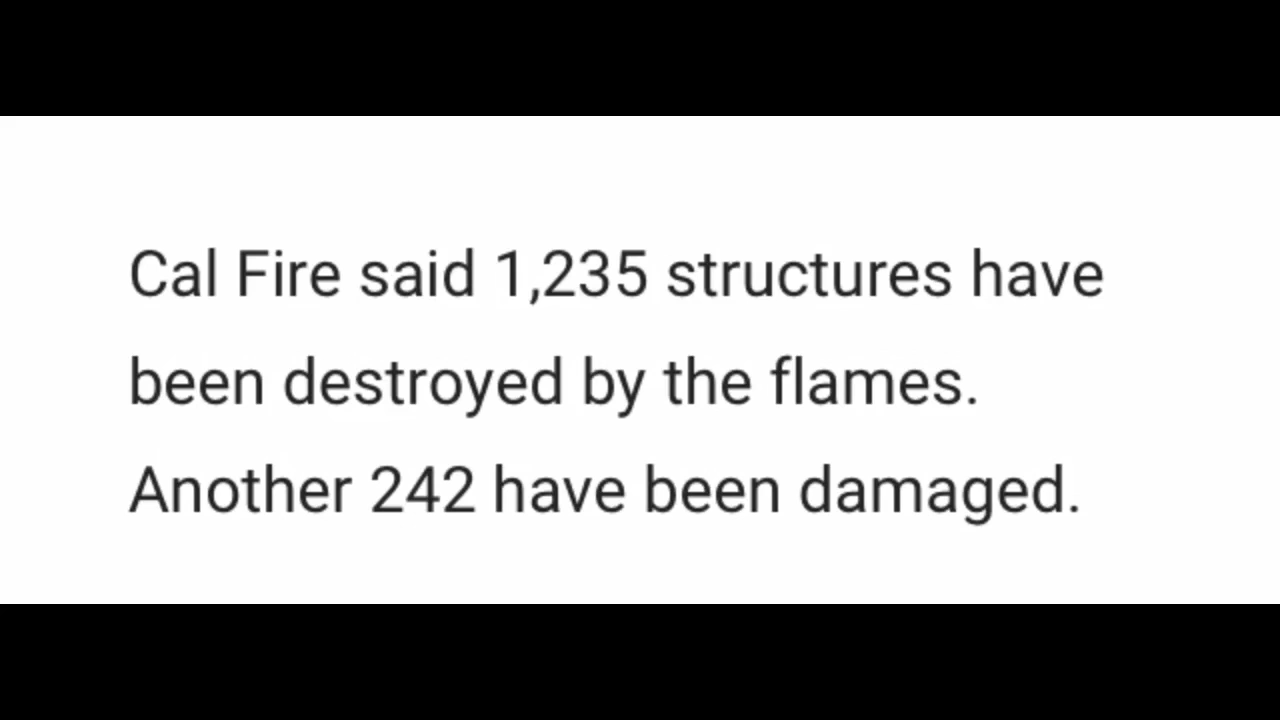 Cal Fire said 1,235 structures have
been destroyed by the flames.
Another 242 have been damaged.